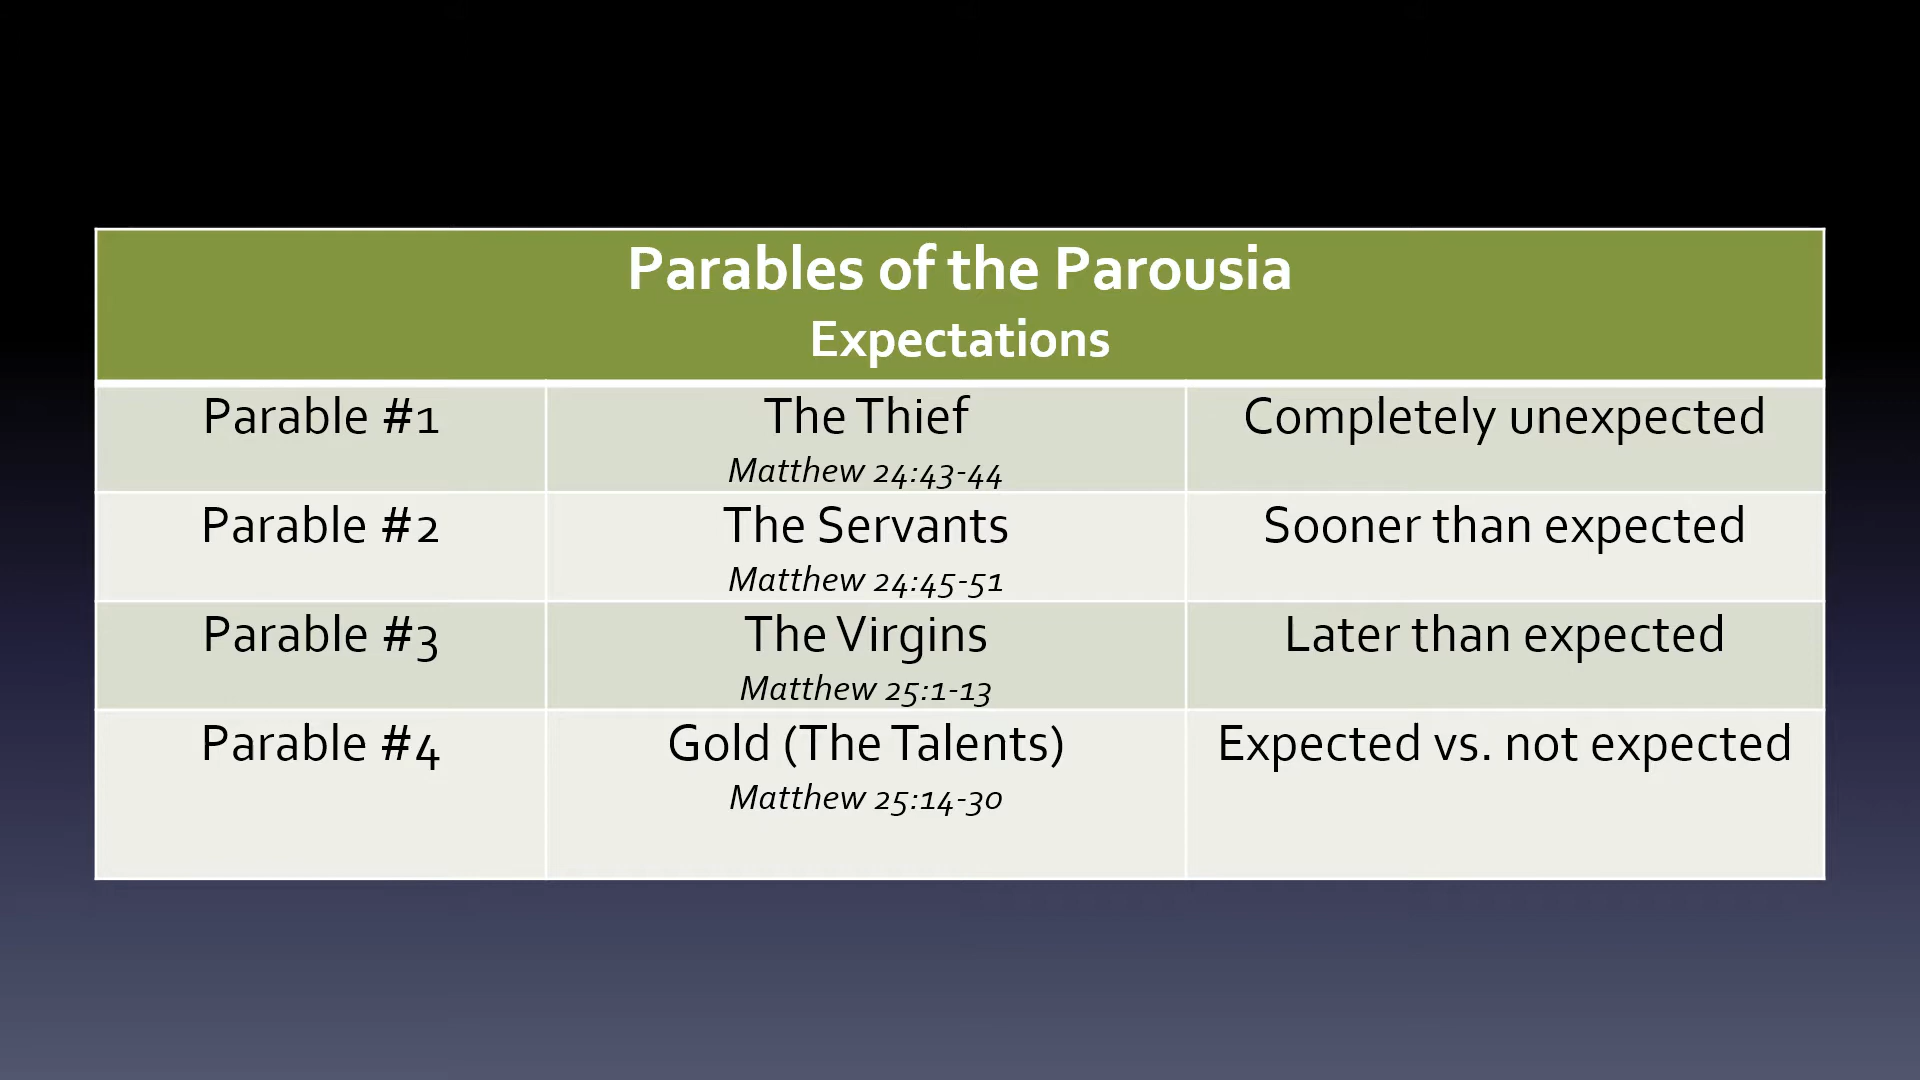 Parables of the Parousia
Expectations
Parable #1
The Thief
Matthew 24:43-44
Completely unexpected
Parable #2
The Servants
Matthew 24:45-51
Sooner than expected
Parable #3
The Virgins
Matthew 25:1-13
Later than expected
Parable #4
Gold (The Talents)
Matthew 25:14-30
Expected vs. not expected